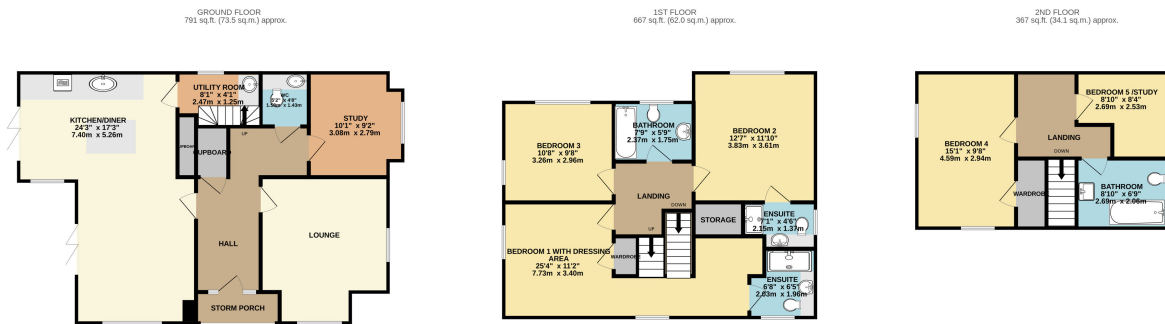 GROUND FLOOR
791 sq.ft. (73.5 sq.m.) approx.
UTILITY ROOM
8'1" x 4'1"
2.47m x 1.25m
WC
5'2" x 4'8"
1.58m x 1.43m
KITCHEN/DINER
24'3" x 17'3"
7.40m x 5.26m
STUDY
10'1" x 9'2"
3.08m x 2.79m
UP
CUPBOARD
LOUNGE
HALL
STORM PORCH
1ST FLOOR
667 sq.ft. (62.0 sq.m.) approx.
BATHROOM
7'9" x 5'9"
2.37m x 1.75m
BEDROOM 2
12'7" x 11'10"
3.83m x 3.61m
BEDROOM 3
10'8" x 9'8"
3.26m x 2.96m
LANDING
DOWN
UP
STORAGE
ENSUITE
7'1" x 4'6"
2.15m x 1.37m
BEDROOM 1 WITH DRESSING
AREA
25'4" x 11'2"
7.73m x 3.40m
WARDROBE
ENSUITE
6'8" x 6'5"
2.03m x 1.96m
2ND FLOOR
367 sq.ft. (34.1 sq.m.) approx.
BEDROOM 5 /STUDY
8'10" x 8'4"
2.69m x 2.53m
LANDING
DOWN
BEDROOM 4
15'1" x 9'8"
4.59m x 2.94m
WARDROBE
BATHROOM
8'10" x 6'9"
2.69m x 2.06m